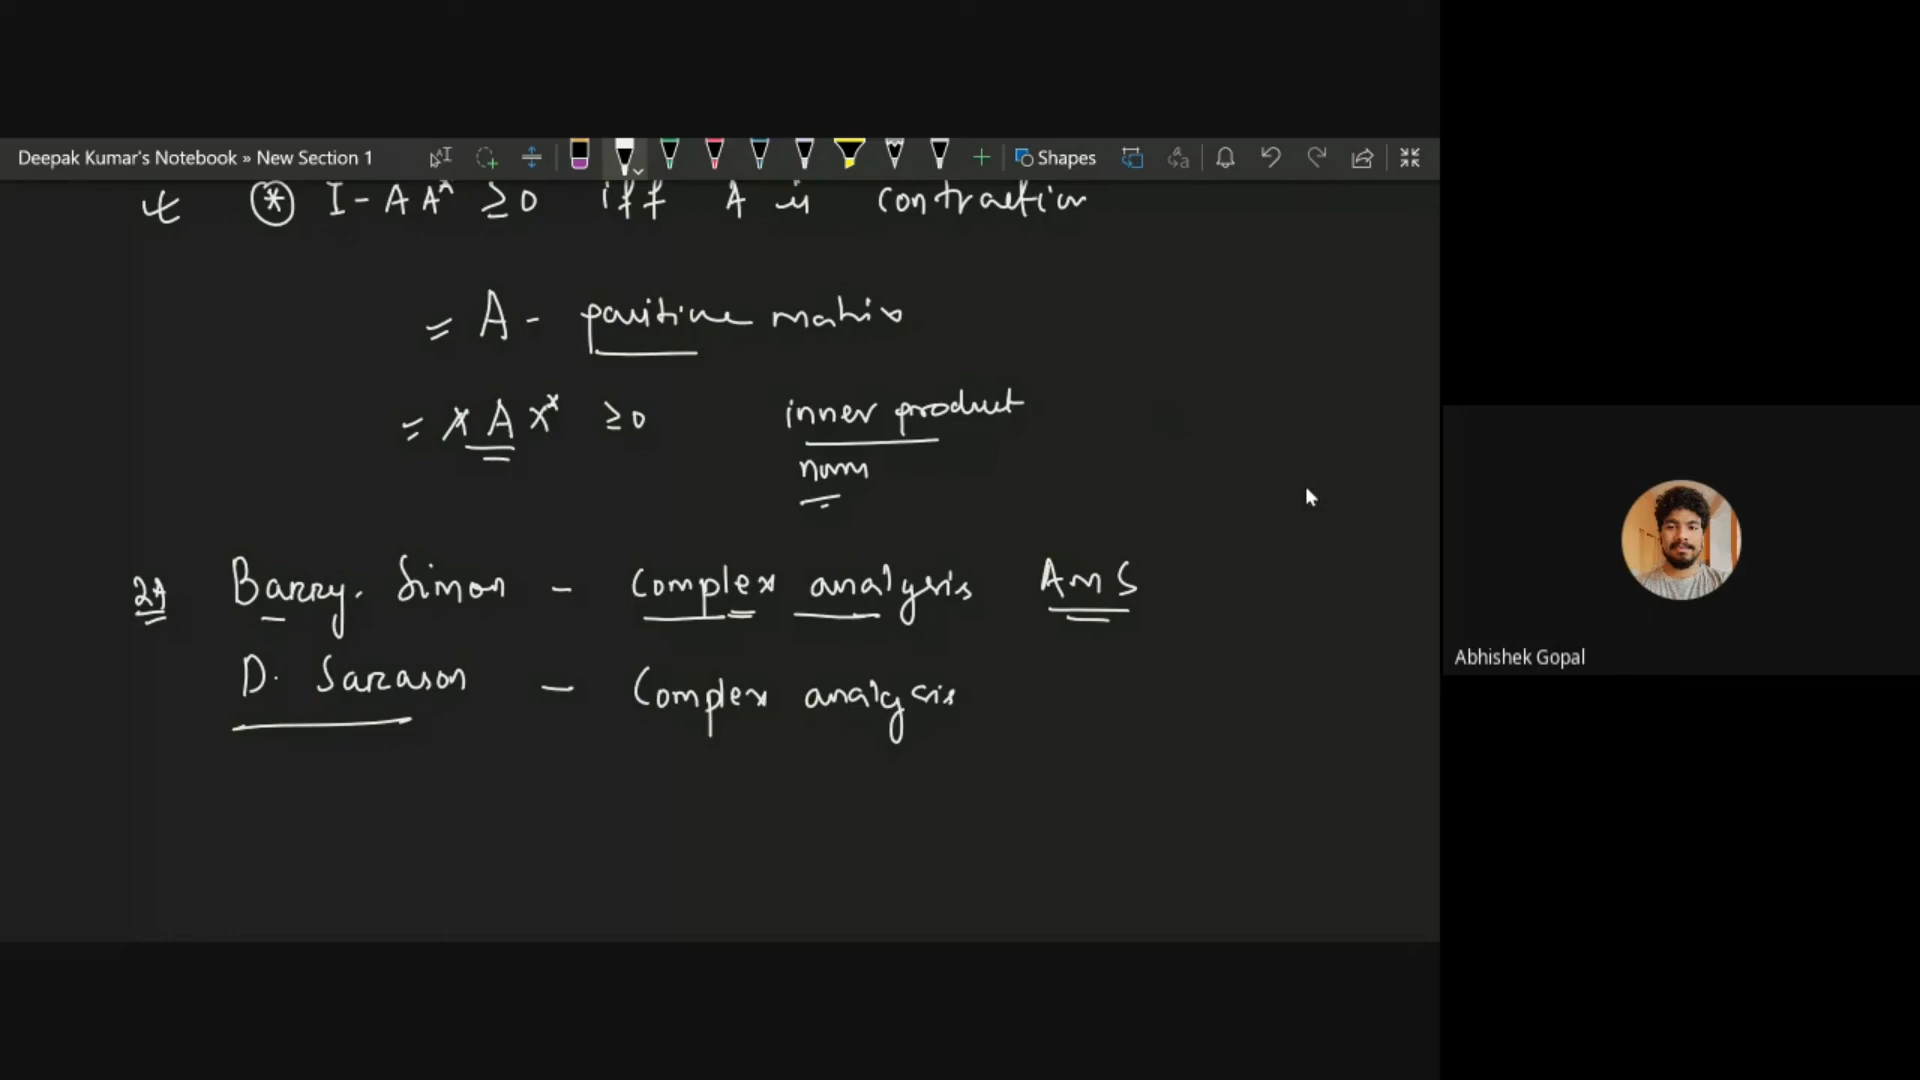 Deepak Kumar's Notebook » New Section 1
Shapes
⊛ I - A A* ≥ 0 iff A is contraction
= A - positive matrix
= x A x* ≥ 0 inner product
norm
2A Barry. Simon - Complex analysis AMS
D. Sarason - Complex analysis
Abhishek Gopal